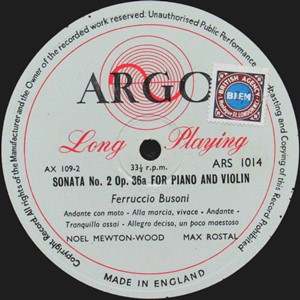 Copyright Record All Rights of the Manufacturer and the Owner of the recorded work reserved. Unauthorised Public Performance
Broadcasting and Copying of this Record Prohibited
ARGO
BRITISH AGENCY
BIEM
Long Playing
AX 109-2
33⅓ r.p.m.
ARS 1014
SONATA No. 2 Op. 36a FOR PIANO AND VIOLIN
Ferruccio Busoni
Andante con moto - Alla marcia, vivace - Andante -
Tranquillo assai - Allegro deciso, un poco maestoso
NOEL MEWTON-WOOD
MAX ROSTAL
MADE IN ENGLAND